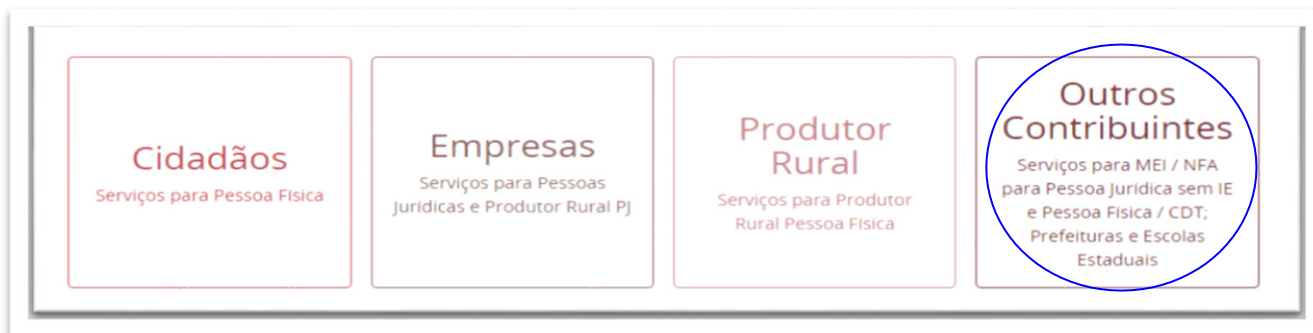 Cidadãos
Serviços para Pessoa Física
Empresas
Serviços para Pessoas
Jurídicas e Produtor Rural PJ
Produtor
Rural
Serviços para Produtor
Rural Pessoa Física
Outros
Contribuintes
Serviços para MEI / NFA
para Pessoa Jurídica sem IE
e Pessoa Física / CDT;
Prefeituras e Escolas
Estaduais